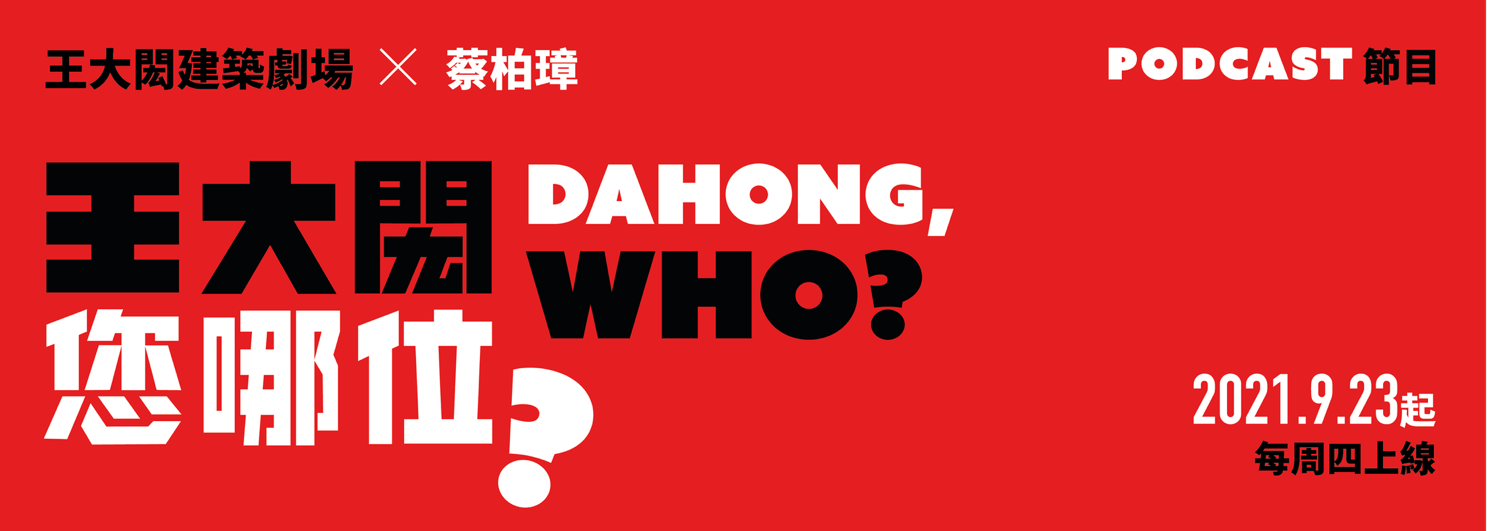 王大閎建築劇場 × 蔡柏璋
PODCAST 節目
王大閎
您哪位?
DAHONG,
WHO?
2021.9.23起
每周四上線